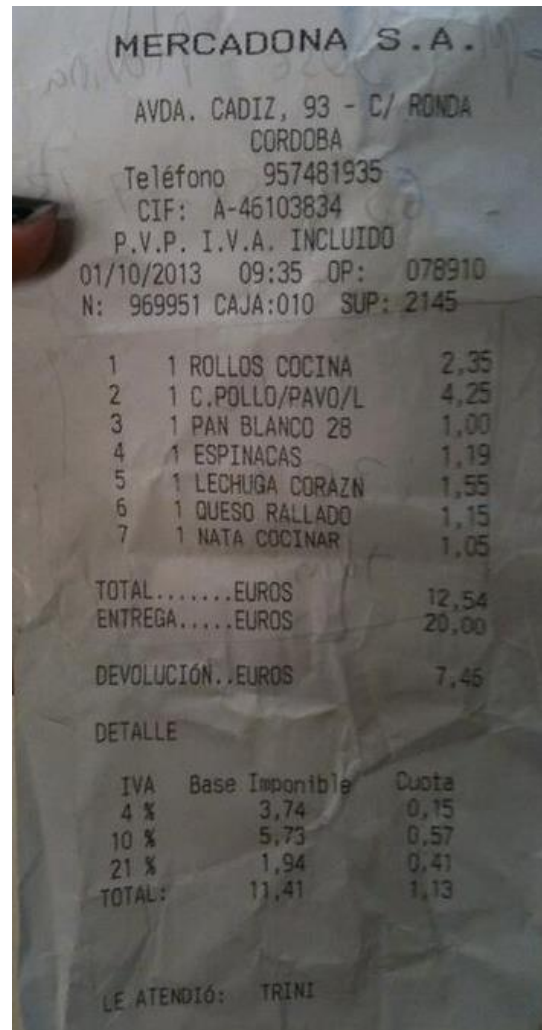 MERCADONA S.A.
AVDA. CADIZ, 93 - C/ RONDA
CORDOBA
Teléfono 957481935
CIF: A-46103834
P.V.P. I.V.A. INCLUIDO
01/10/2013 09:35 OP: 078910
N: 969951 CAJA:010 SUP: 2145
1 1 ROLLOS COCINA 2,35
2 1 C.POLLO/PAVO/L 4,25
3 1 PAN BLANCO 28 1,00
4 1 ESPINACAS 1,19
5 1 LECHUGA CORAZN 1,55
6 1 QUESO RALLADO 1,15
7 1 NATA COCINAR 1,05
TOTAL.......EUROS 12,54
ENTREGA.....EUROS 20,00
DEVOLUCIÓN..EUROS 7,46
DETALLE
IVA Base Imponible Cuota
4 % 3,74 0,15
10 % 5,73 0,57
21 % 1,94 0,41
TOTAL: 11,41 1,13
LE ATENDIÓ: TRINI